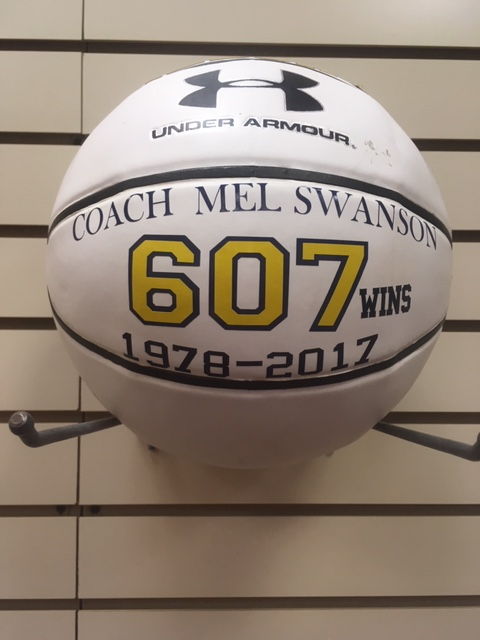 UNDER ARMOUR
COACH MEL SWANSON
607 WINS
1978-2017